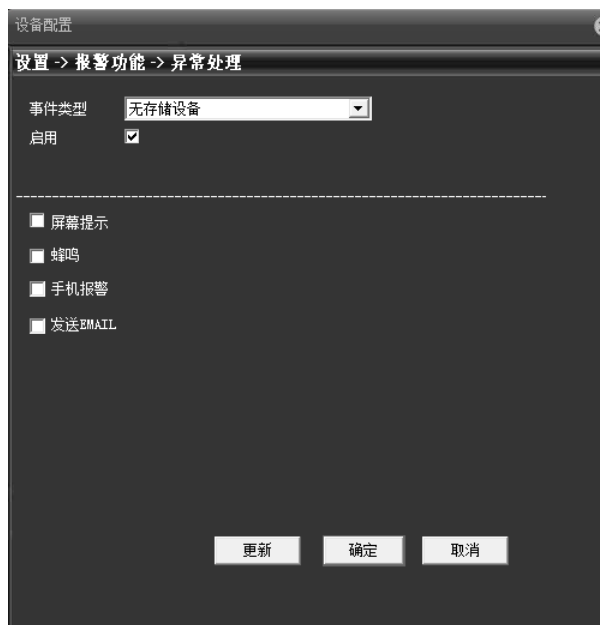 设备配置
设置 -> 报警功能 -> 异常处理
事件类型 无存储设备
启用
屏幕提示
蜂鸣
手机报警
发送EMAIL
更新 确定 取消